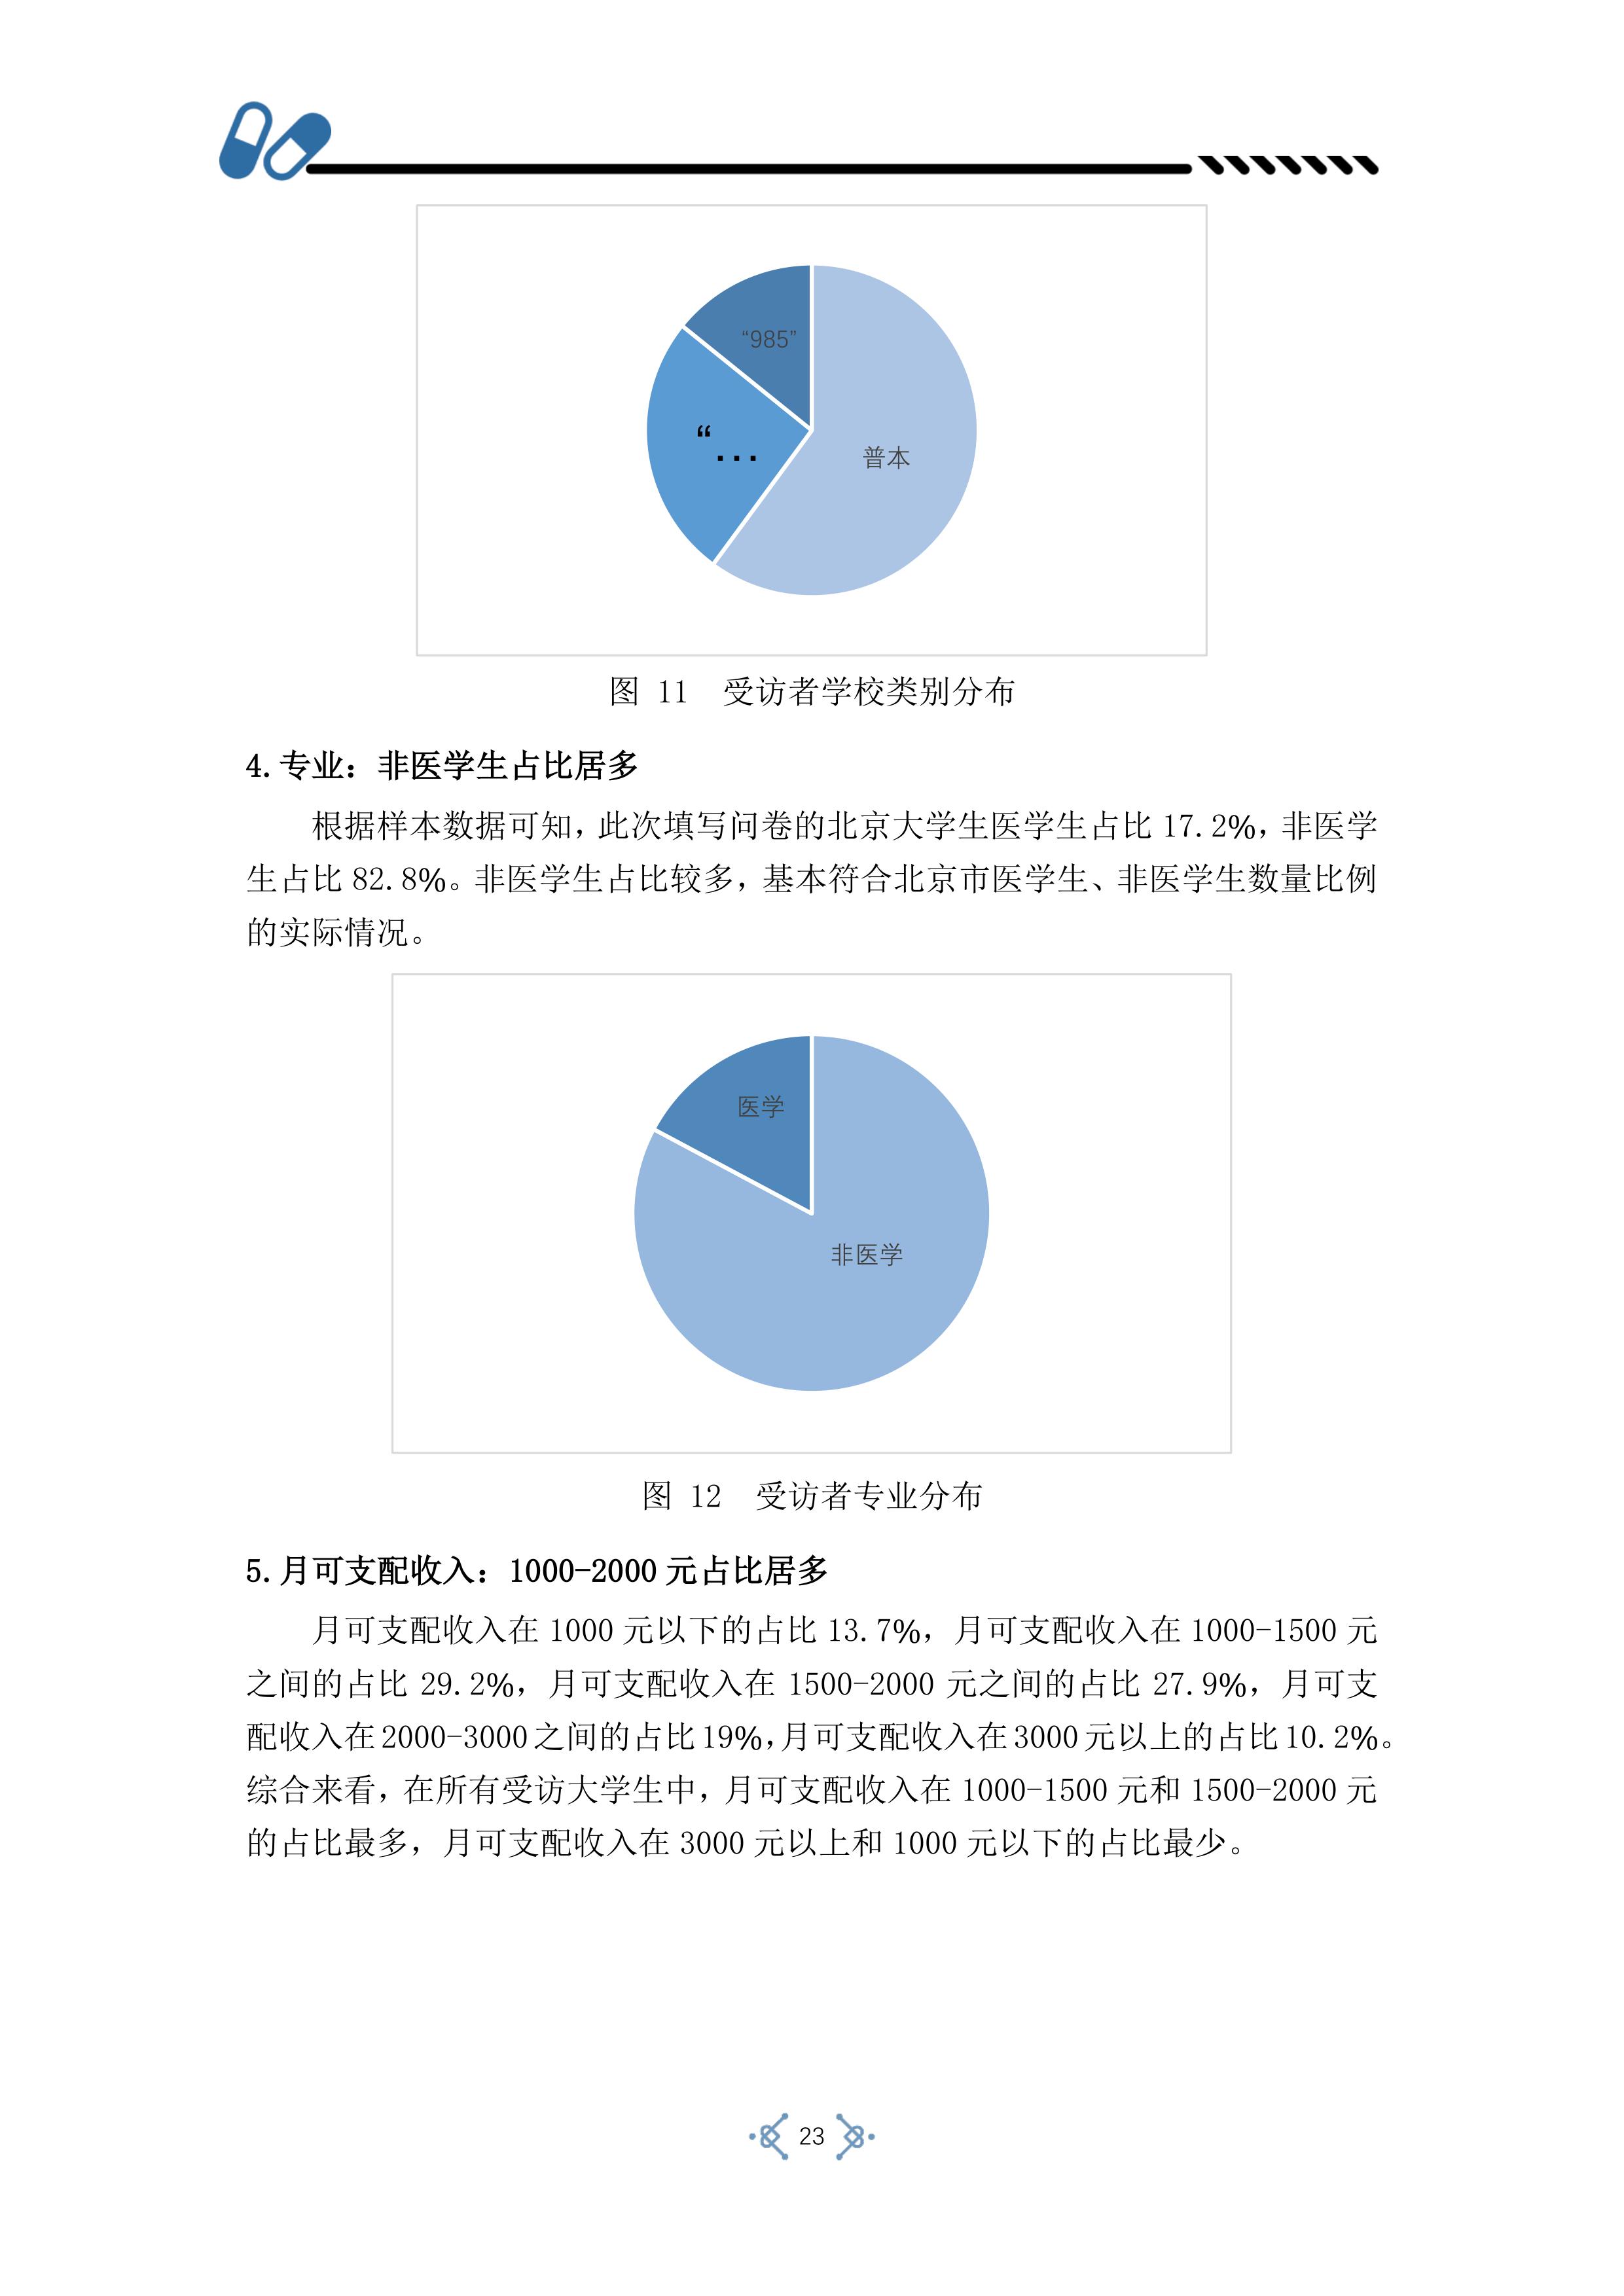 “985”
“...
普本
图 11 受访者学校类别分布
4.专业：非医学生占比居多
根据样本数据可知，此次填写问卷的北京大学生医学生占比 17.2%，非医学
生占比 82.8%。非医学生占比较多，基本符合北京市医学生、非医学生数量比例
的实际情况。
医学
非医学
图 12 受访者专业分布
5.月可支配收入：1000-2000 元占比居多
月可支配收入在 1000 元以下的占比 13.7%，月可支配收入在 1000-1500 元
之间的占比 29.2%，月可支配收入在 1500-2000 元之间的占比 27.9%，月可支
配收入在 2000-3000 之间的占比 19%，月可支配收入在 3000 元以上的占比 10.2%。
综合来看，在所有受访大学生中，月可支配收入在 1000-1500 元和 1500-2000 元
的占比最多，月可支配收入在 3000 元以上和 1000 元以下的占比最少。
23